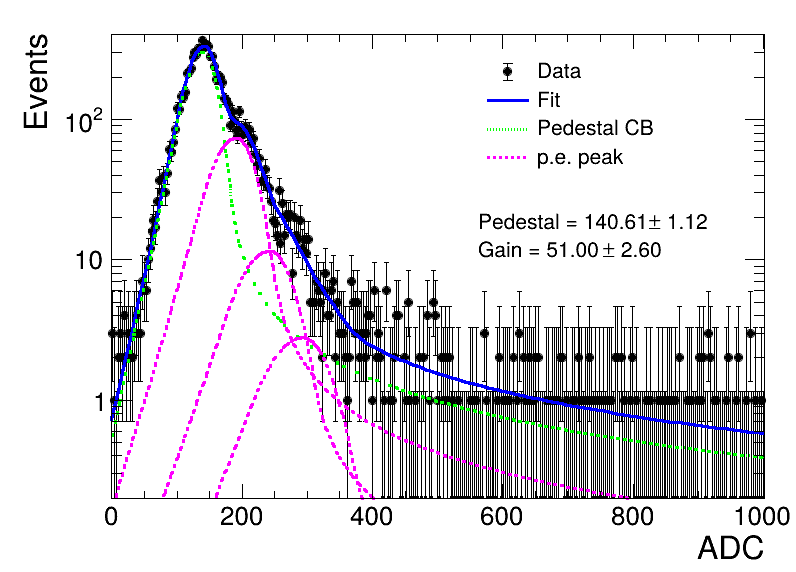 Events
10²
10
1
Data
Fit
Pedestal CB
p.e. peak
Pedestal = 140.61± 1.12
Gain = 51.00 ± 2.60
0 200 400 600 800 1000
ADC